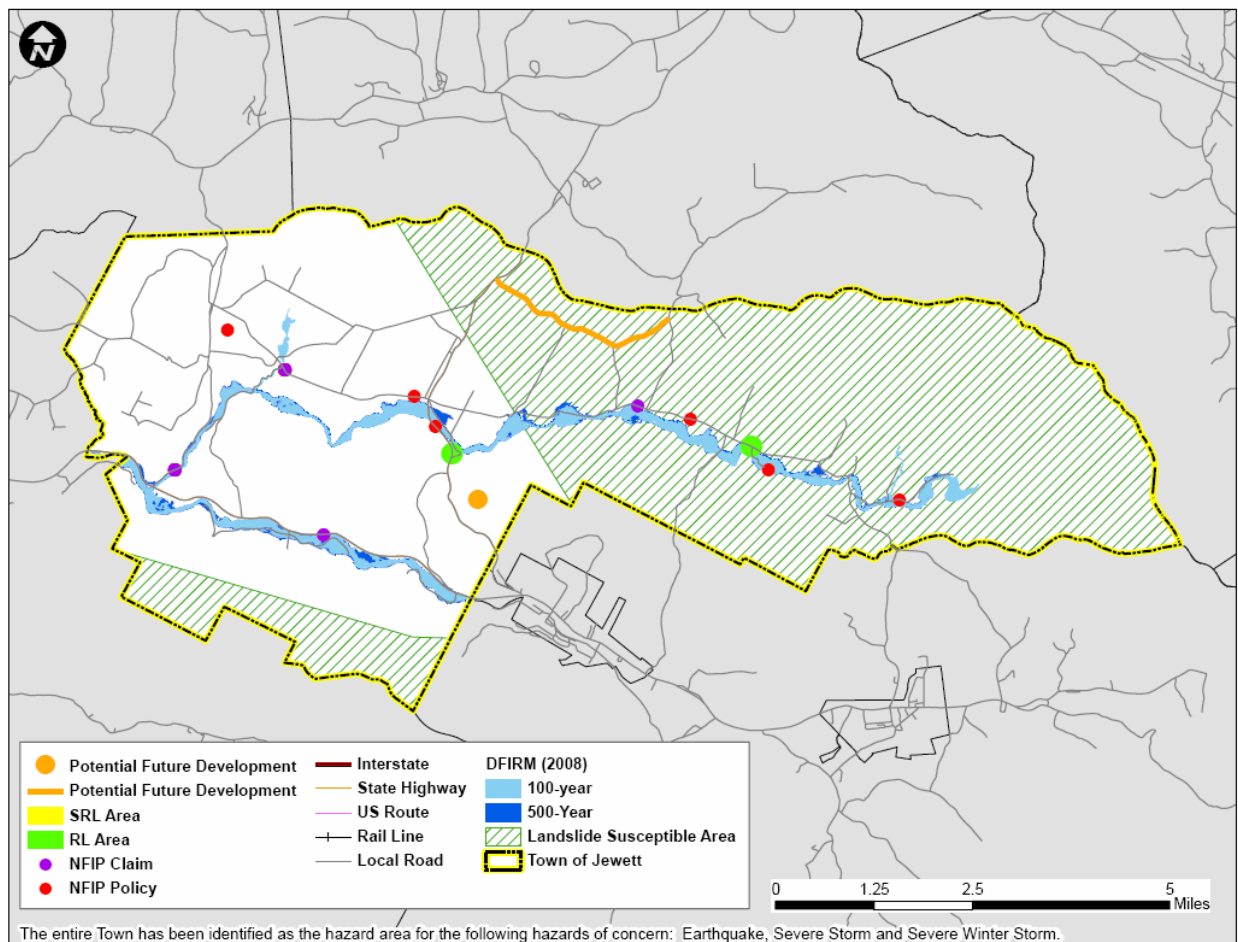 N
Potential Future Development
Potential Future Development
SRL Area
RL Area
NFIP Claim
NFIP Policy
Interstate
State Highway
US Route
Rail Line
Local Road
DFIRM (2008)
100-year
500-Year
Landslide Susceptible Area
Town of Jewett
0 1.25 2.5 5
Miles
The entire Town has been identified as the hazard area for the following hazards of concern: Earthquake, Severe Storm and Severe Winter Storm.